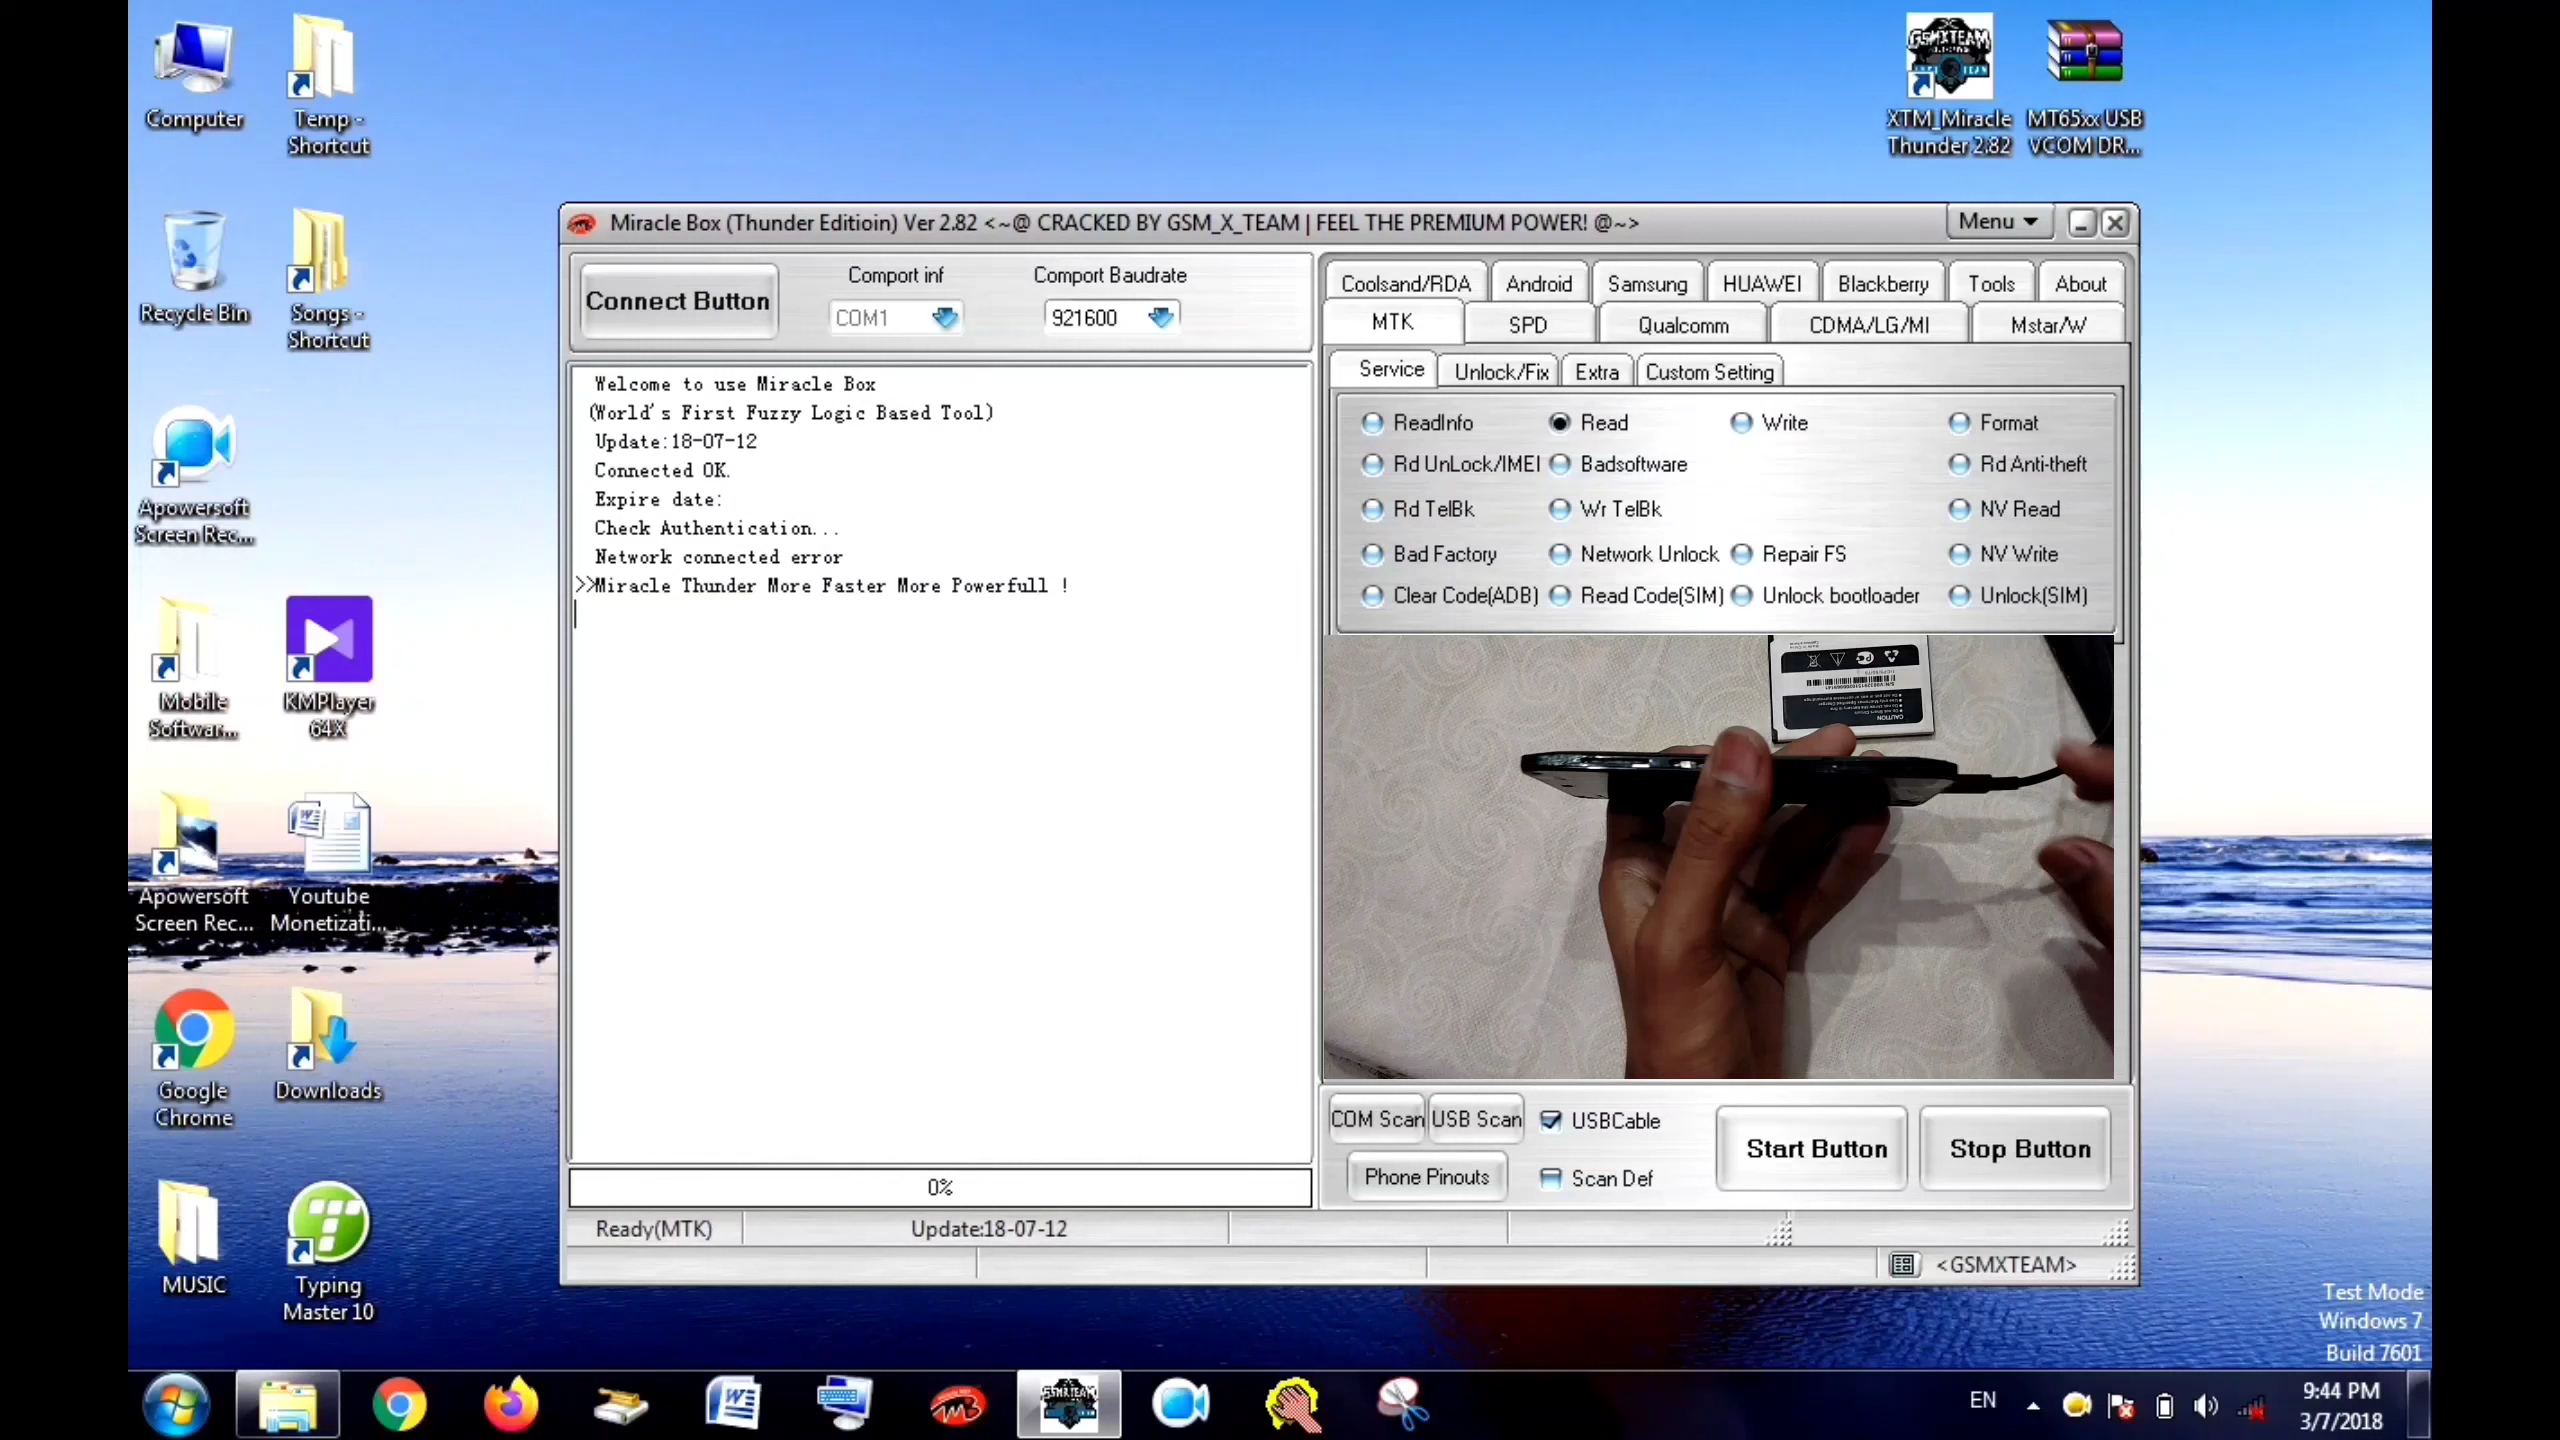 Computer
Temp -
Shortcut
Recycle Bin
Songs -
Shortcut
Apowersoft
Screen Rec...
Mobile
Softwar...
KMPlayer
64X
Apowersoft
Screen Rec...
Youtube
Monetizati...
Google
Chrome
Downloads
MUSIC
Typing
Master 10
GSMXTEAM
XTM_Miracle
Thunder 2.82
MT65xx USB
VCOM DR...
Miracle Box (Thunder Editioin) Ver 2.82 <~@ CRACKED BY GSM_X_TEAM | FEEL THE PREMIUM POWER! @~>
Menu
Connect Button
Comport inf
COM1
Comport Baudrate
921600
Welcome to use Miracle Box
(World's First Fuzzy Logic Based Tool)
Update:18-07-12
Connected OK.
Expire date:
Check Authentication...
Network connected error
>>Miracle Thunder More Faster More Powerfull !
0%
Coolsand/RDA Android Samsung HUAWEI Blackberry Tools About
MTK SPD Qualcomm CDMA/LG/MI Mstar/W
Service Unlock/Fix Extra Custom Setting
ReadInfo Read Write Format
Rd UnLock/IMEI Badsoftware Rd Anti-theft
Rd TelBk Wr TelBk NV Read
Bad Factory Network Unlock Repair FS NV Write
Clear Code(ADB) Read Code(SIM) Unlock bootloader Unlock(SIM)
CAUTION
COM Scan USB Scan USBCable
Phone Pinouts Scan Def
Start Button Stop Button
Ready(MTK) Update:18-07-12
<GSMXTEAM>
Test Mode
Windows 7
Build 7601
EN
9:44 PM
3/7/2018